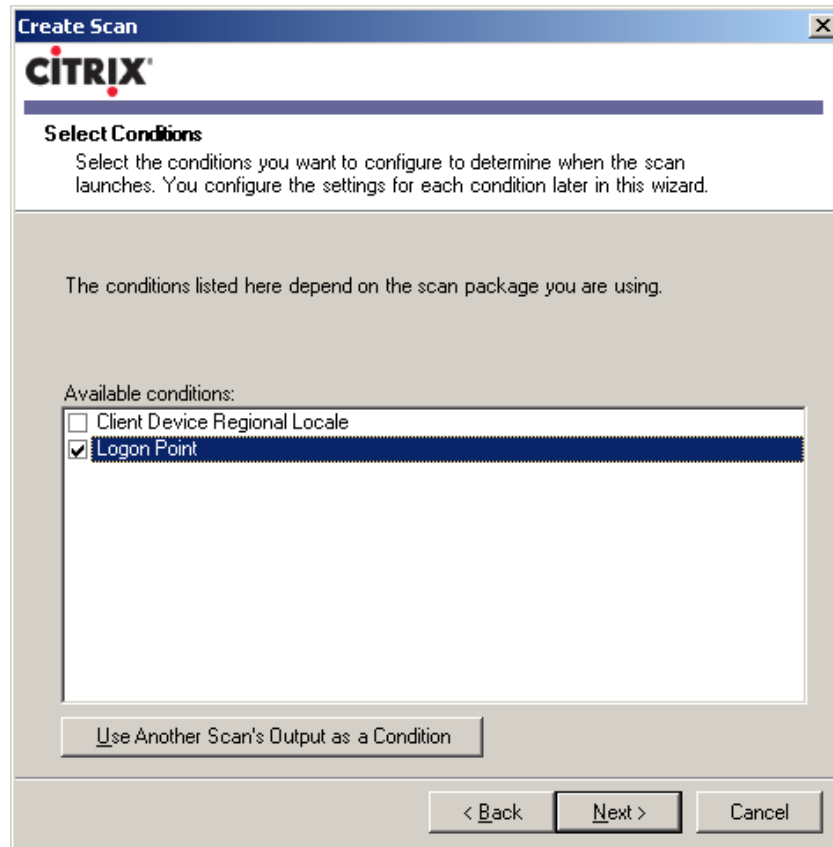 Create Scan
CİTRIX®
Select Conditions
Select the conditions you want to configure to determine when the scan
launches. You configure the settings for each condition later in this wizard.
The conditions listed here depend on the scan package you are using.
Available conditions:
Client Device Regional Locale
Logon Point
Use Another Scan's Output as a Condition
< Back
Next >
Cancel